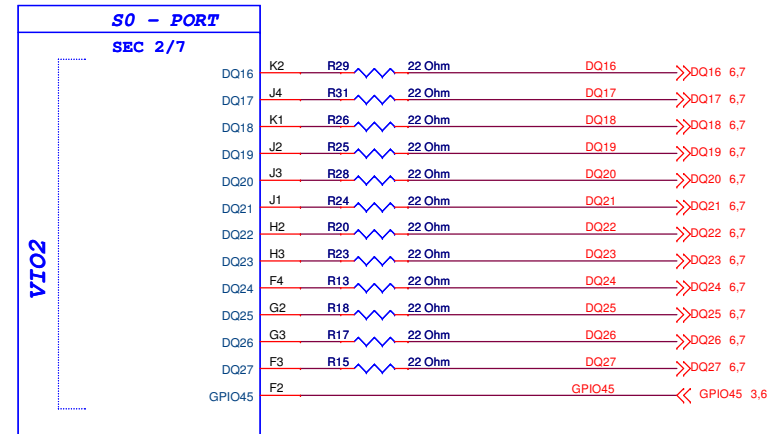 S0 - PORT
SEC 2/7
VIO2
DQ16 K2 R29 22 Ohm DQ16 DQ16 6,7
DQ17 J4 R31 22 Ohm DQ17 DQ17 6,7
DQ18 K1 R26 22 Ohm DQ18 DQ18 6,7
DQ19 J2 R25 22 Ohm DQ19 DQ19 6,7
DQ20 J3 R28 22 Ohm DQ20 DQ20 6,7
DQ21 J1 R24 22 Ohm DQ21 DQ21 6,7
DQ22 H2 R20 22 Ohm DQ22 DQ22 6,7
DQ23 H3 R23 22 Ohm DQ23 DQ23 6,7
DQ24 F4 R13 22 Ohm DQ24 DQ24 6,7
DQ25 G2 R18 22 Ohm DQ25 DQ25 6,7
DQ26 G3 R17 22 Ohm DQ26 DQ26 6,7
DQ27 F3 R15 22 Ohm DQ27 DQ27 6,7
GPIO45 F2 GPIO45 GPIO45 3,6